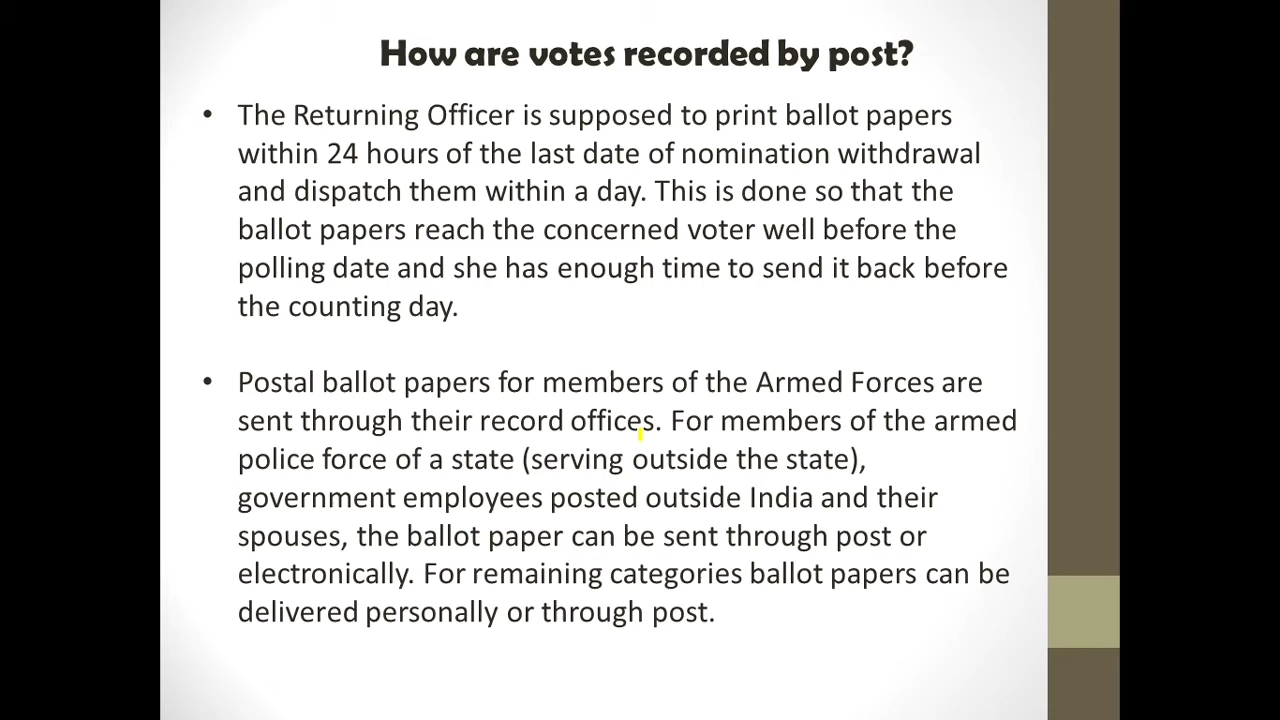 How are votes recorded by post?
• The Returning Officer is supposed to print ballot papers
within 24 hours of the last date of nomination withdrawal
and dispatch them within a day. This is done so that the
ballot papers reach the concerned voter well before the
polling date and she has enough time to send it back before
the counting day.
• Postal ballot papers for members of the Armed Forces are
sent through their record offices. For members of the armed
police force of a state (serving outside the state),
government employees posted outside India and their
spouses, the ballot paper can be sent through post or
electronically. For remaining categories ballot papers can be
delivered personally or through post.